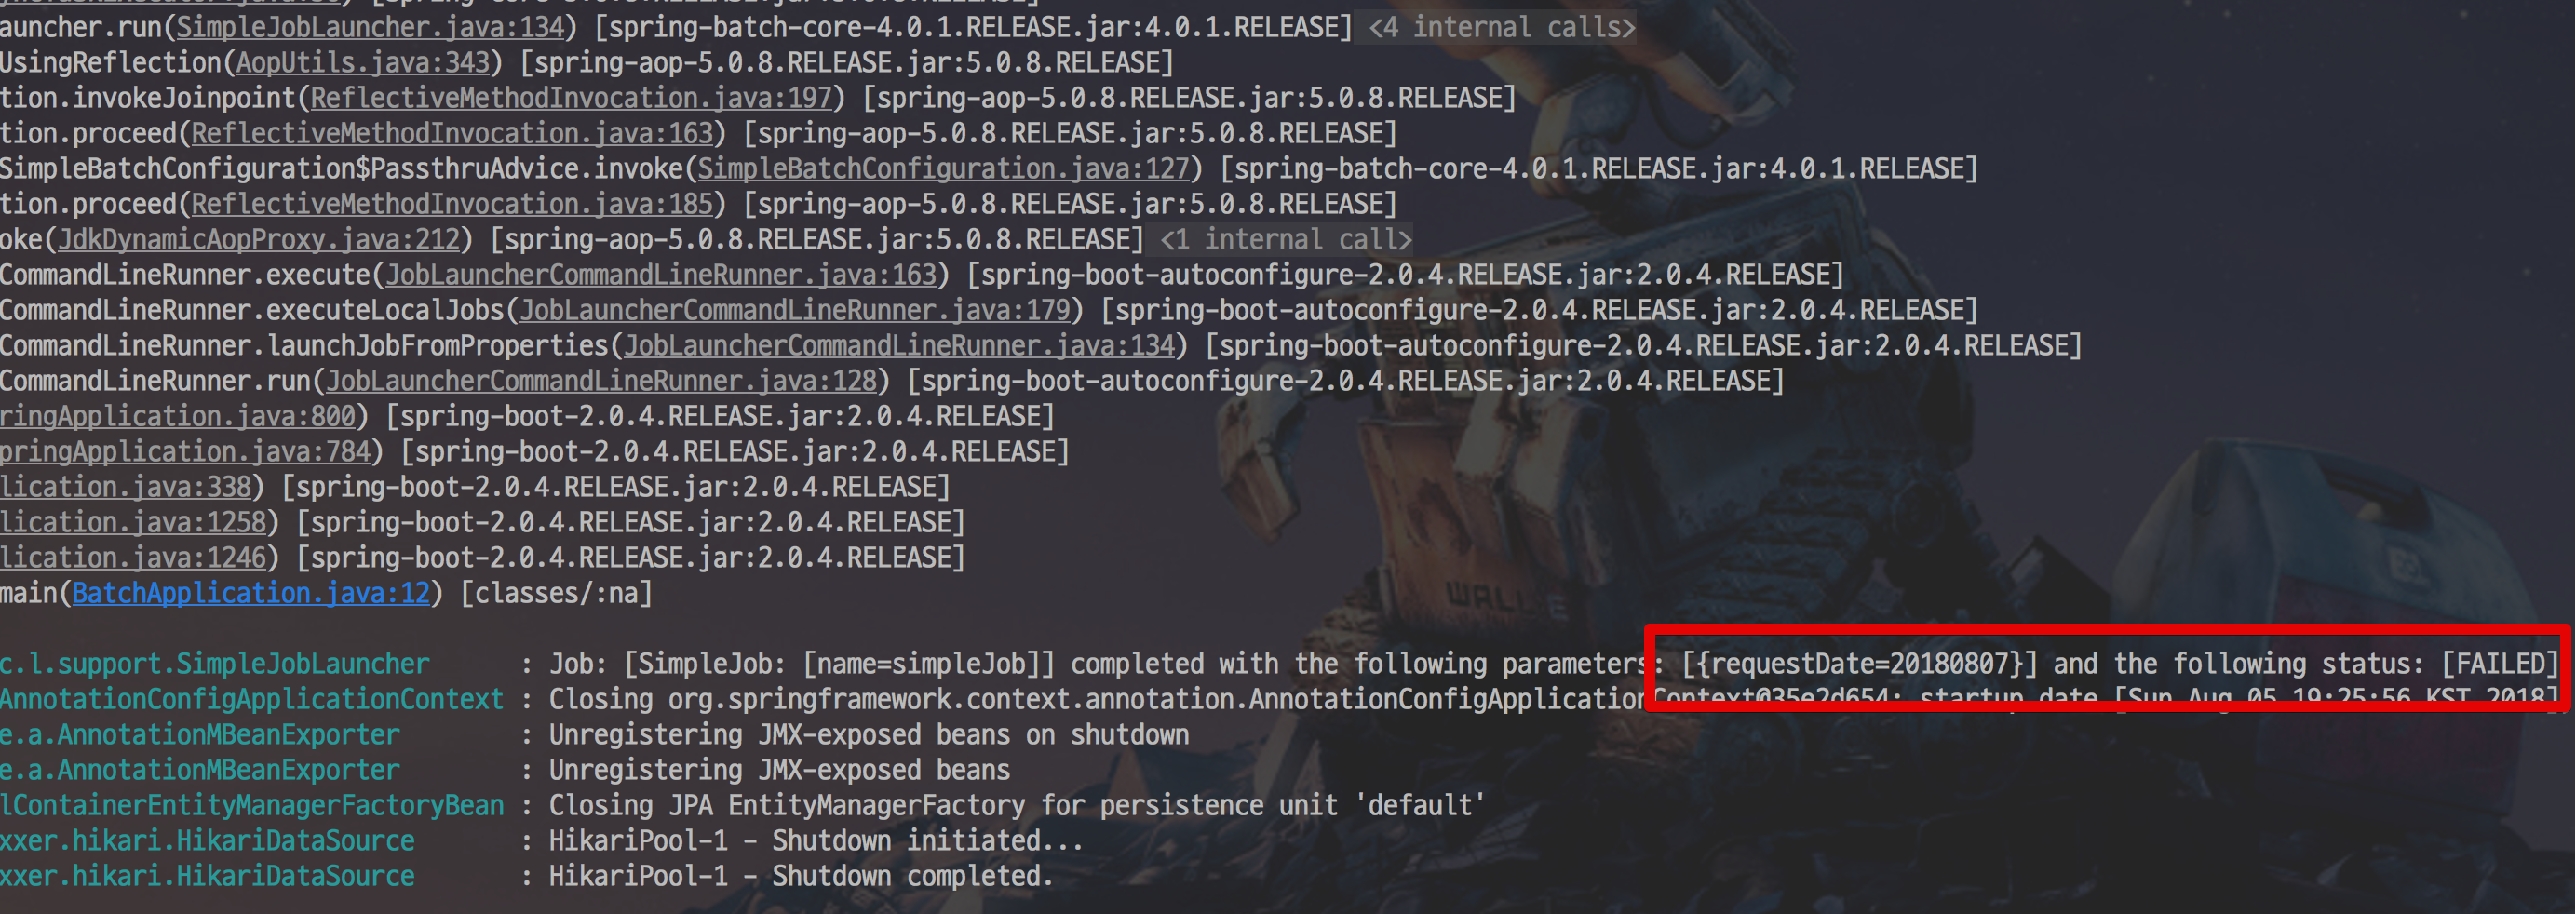 auncher.run(SimpleJobLauncher.java:134) [spring-batch-core-4.0.1.RELEASE.jar:4.0.1.RELEASE] <4 internal calls>
UsingReflection(AopUtils.java:343) [spring-aop-5.0.8.RELEASE.jar:5.0.8.RELEASE]
tion.invokeJoinpoint(ReflectiveMethodInvocation.java:197) [spring-aop-5.0.8.RELEASE.jar:5.0.8.RELEASE]
tion.proceed(ReflectiveMethodInvocation.java:163) [spring-aop-5.0.8.RELEASE.jar:5.0.8.RELEASE]
SimpleBatchConfiguration$PassthruAdvice.invoke(SimpleBatchConfiguration.java:127) [spring-batch-core-4.0.1.RELEASE.jar:4.0.1.RELEASE]
tion.proceed(ReflectiveMethodInvocation.java:185) [spring-aop-5.0.8.RELEASE.jar:5.0.8.RELEASE]
oke(JdkDynamicAopProxy.java:212) [spring-aop-5.0.8.RELEASE.jar:5.0.8.RELEASE] <1 internal call>
CommandLineRunner.execute(JobLauncherCommandLineRunner.java:163) [spring-boot-autoconfigure-2.0.4.RELEASE.jar:2.0.4.RELEASE]
CommandLineRunner.executeLocalJobs(JobLauncherCommandLineRunner.java:179) [spring-boot-autoconfigure-2.0.4.RELEASE.jar:2.0.4.RELEASE]
CommandLineRunner.launchJobFromProperties(JobLauncherCommandLineRunner.java:134) [spring-boot-autoconfigure-2.0.4.RELEASE.jar:2.0.4.RELEASE]
CommandLineRunner.run(JobLauncherCommandLineRunner.java:128) [spring-boot-autoconfigure-2.0.4.RELEASE.jar:2.0.4.RELEASE]
ringApplication.java:800) [spring-boot-2.0.4.RELEASE.jar:2.0.4.RELEASE]
pringApplication.java:784) [spring-boot-2.0.4.RELEASE.jar:2.0.4.RELEASE]
lication.java:338) [spring-boot-2.0.4.RELEASE.jar:2.0.4.RELEASE]
lication.java:1258) [spring-boot-2.0.4.RELEASE.jar:2.0.4.RELEASE]
lication.java:1246) [spring-boot-2.0.4.RELEASE.jar:2.0.4.RELEASE]
main(BatchApplication.java:12) [classes/:na]
WALL E
c.l.support.SimpleJobLauncher : Job: [SimpleJob: [name=simpleJob]] completed with the following parameters: [{requestDate=20180807}] and the following status: [FAILED]
AnnotationConfigApplicationContext : Closing org.springframework.context.annotation.AnnotationConfigApplicationContext@35e2d654: startup date [Sun Aug 05 19:25:56 KST 2018]
e.a.AnnotationMBeanExporter : Unregistering JMX-exposed beans on shutdown
e.a.AnnotationMBeanExporter : Unregistering JMX-exposed beans
lContainerEntityManagerFactoryBean : Closing JPA EntityManagerFactory for persistence unit 'default'
xxer.hikari.HikariDataSource : HikariPool-1 - Shutdown initiated...
xxer.hikari.HikariDataSource : HikariPool-1 - Shutdown completed.